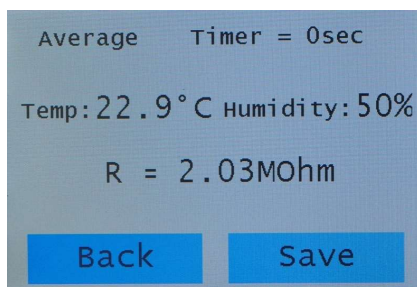 Average Timer = 0sec
Temp:22.9°C Humidity:50%
R = 2.03MOhm
Back Save